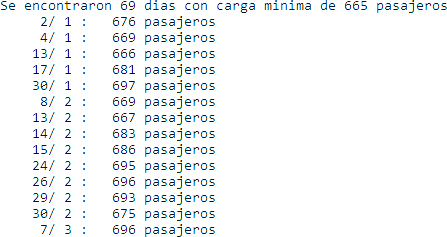 Se encontraron 69 dias con carga minima de 665 pasajeros
2/ 1 : 676 pasajeros
4/ 1 : 669 pasajeros
13/ 1 : 666 pasajeros
17/ 1 : 681 pasajeros
30/ 1 : 697 pasajeros
8/ 2 : 669 pasajeros
13/ 2 : 667 pasajeros
14/ 2 : 683 pasajeros
15/ 2 : 686 pasajeros
24/ 2 : 695 pasajeros
26/ 2 : 696 pasajeros
29/ 2 : 693 pasajeros
30/ 2 : 675 pasajeros
7/ 3 : 696 pasajeros